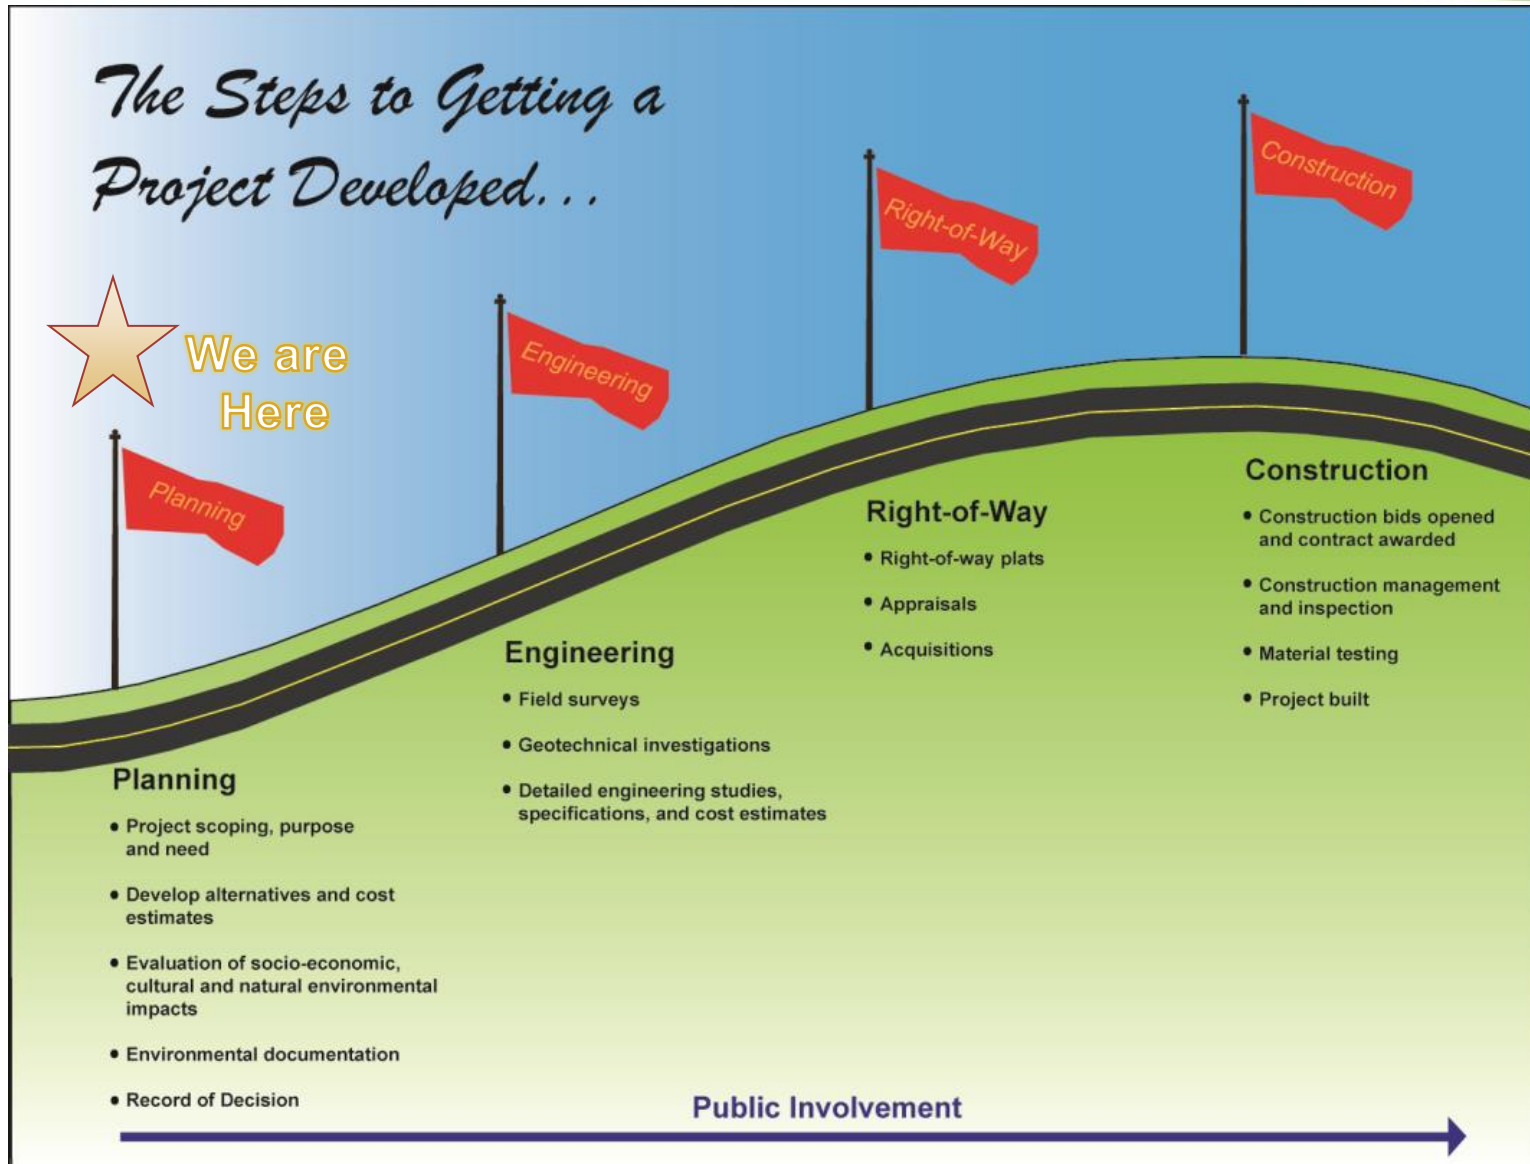 The Steps to Getting a
Project Developed...
We are
Here
Planning
Engineering
Right-of-Way
Construction
Planning
• Project scoping, purpose
and need
• Develop alternatives and cost
estimates
• Evaluation of socio-economic,
cultural and natural environmental
impacts
• Environmental documentation
• Record of Decision
Engineering
• Field surveys
• Geotechnical investigations
• Detailed engineering studies,
specifications, and cost estimates
Right-of-Way
• Right-of-way plats
• Appraisals
• Acquisitions
Construction
• Construction bids opened
and contract awarded
• Construction management
and inspection
• Material testing
• Project built
Public Involvement